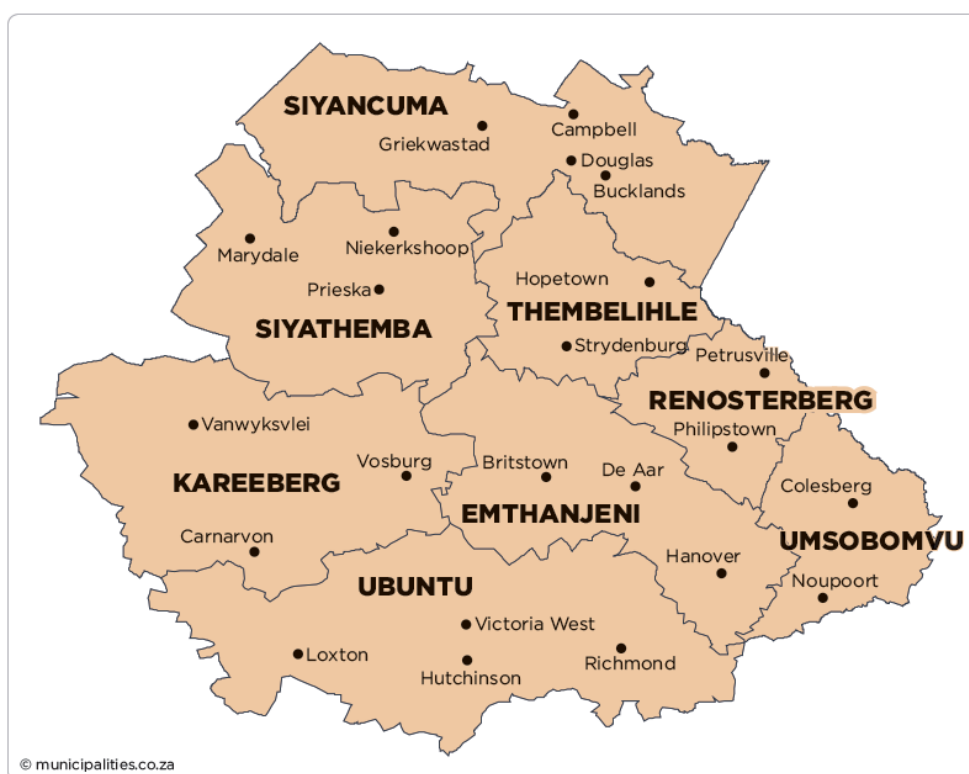 SIYANCUMA
Campbell
Griekwastad
Douglas
Bucklands
Marydale
Niekerkshoop
Hopetown
Prieska
THEMBELIHLE
SIYATHEMBA
Strydenburg
Petrusville
RENOSTERBERG
Vanwyksvlei
Philipstown
Vosburg
Britstown
De Aar
KAREEBERG
Colesberg
EMTHANJENI
Carnarvon
UMSOBOMVU
Hanover
UBUNTU
Noupoort
Victoria West
Loxton
Richmond
Hutchinson
© municipalities.co.za